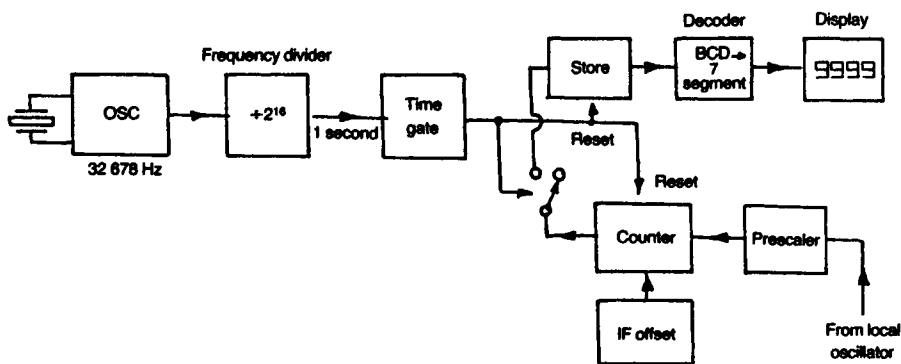 Decoder
Display
Frequency divider
OSC
÷2¹⁶
1 second
Time
gate
Store
BCD→
7
segment
9999
32 678 Hz
Reset
Reset
Counter
Prescaler
IF offset
From local
oscillator